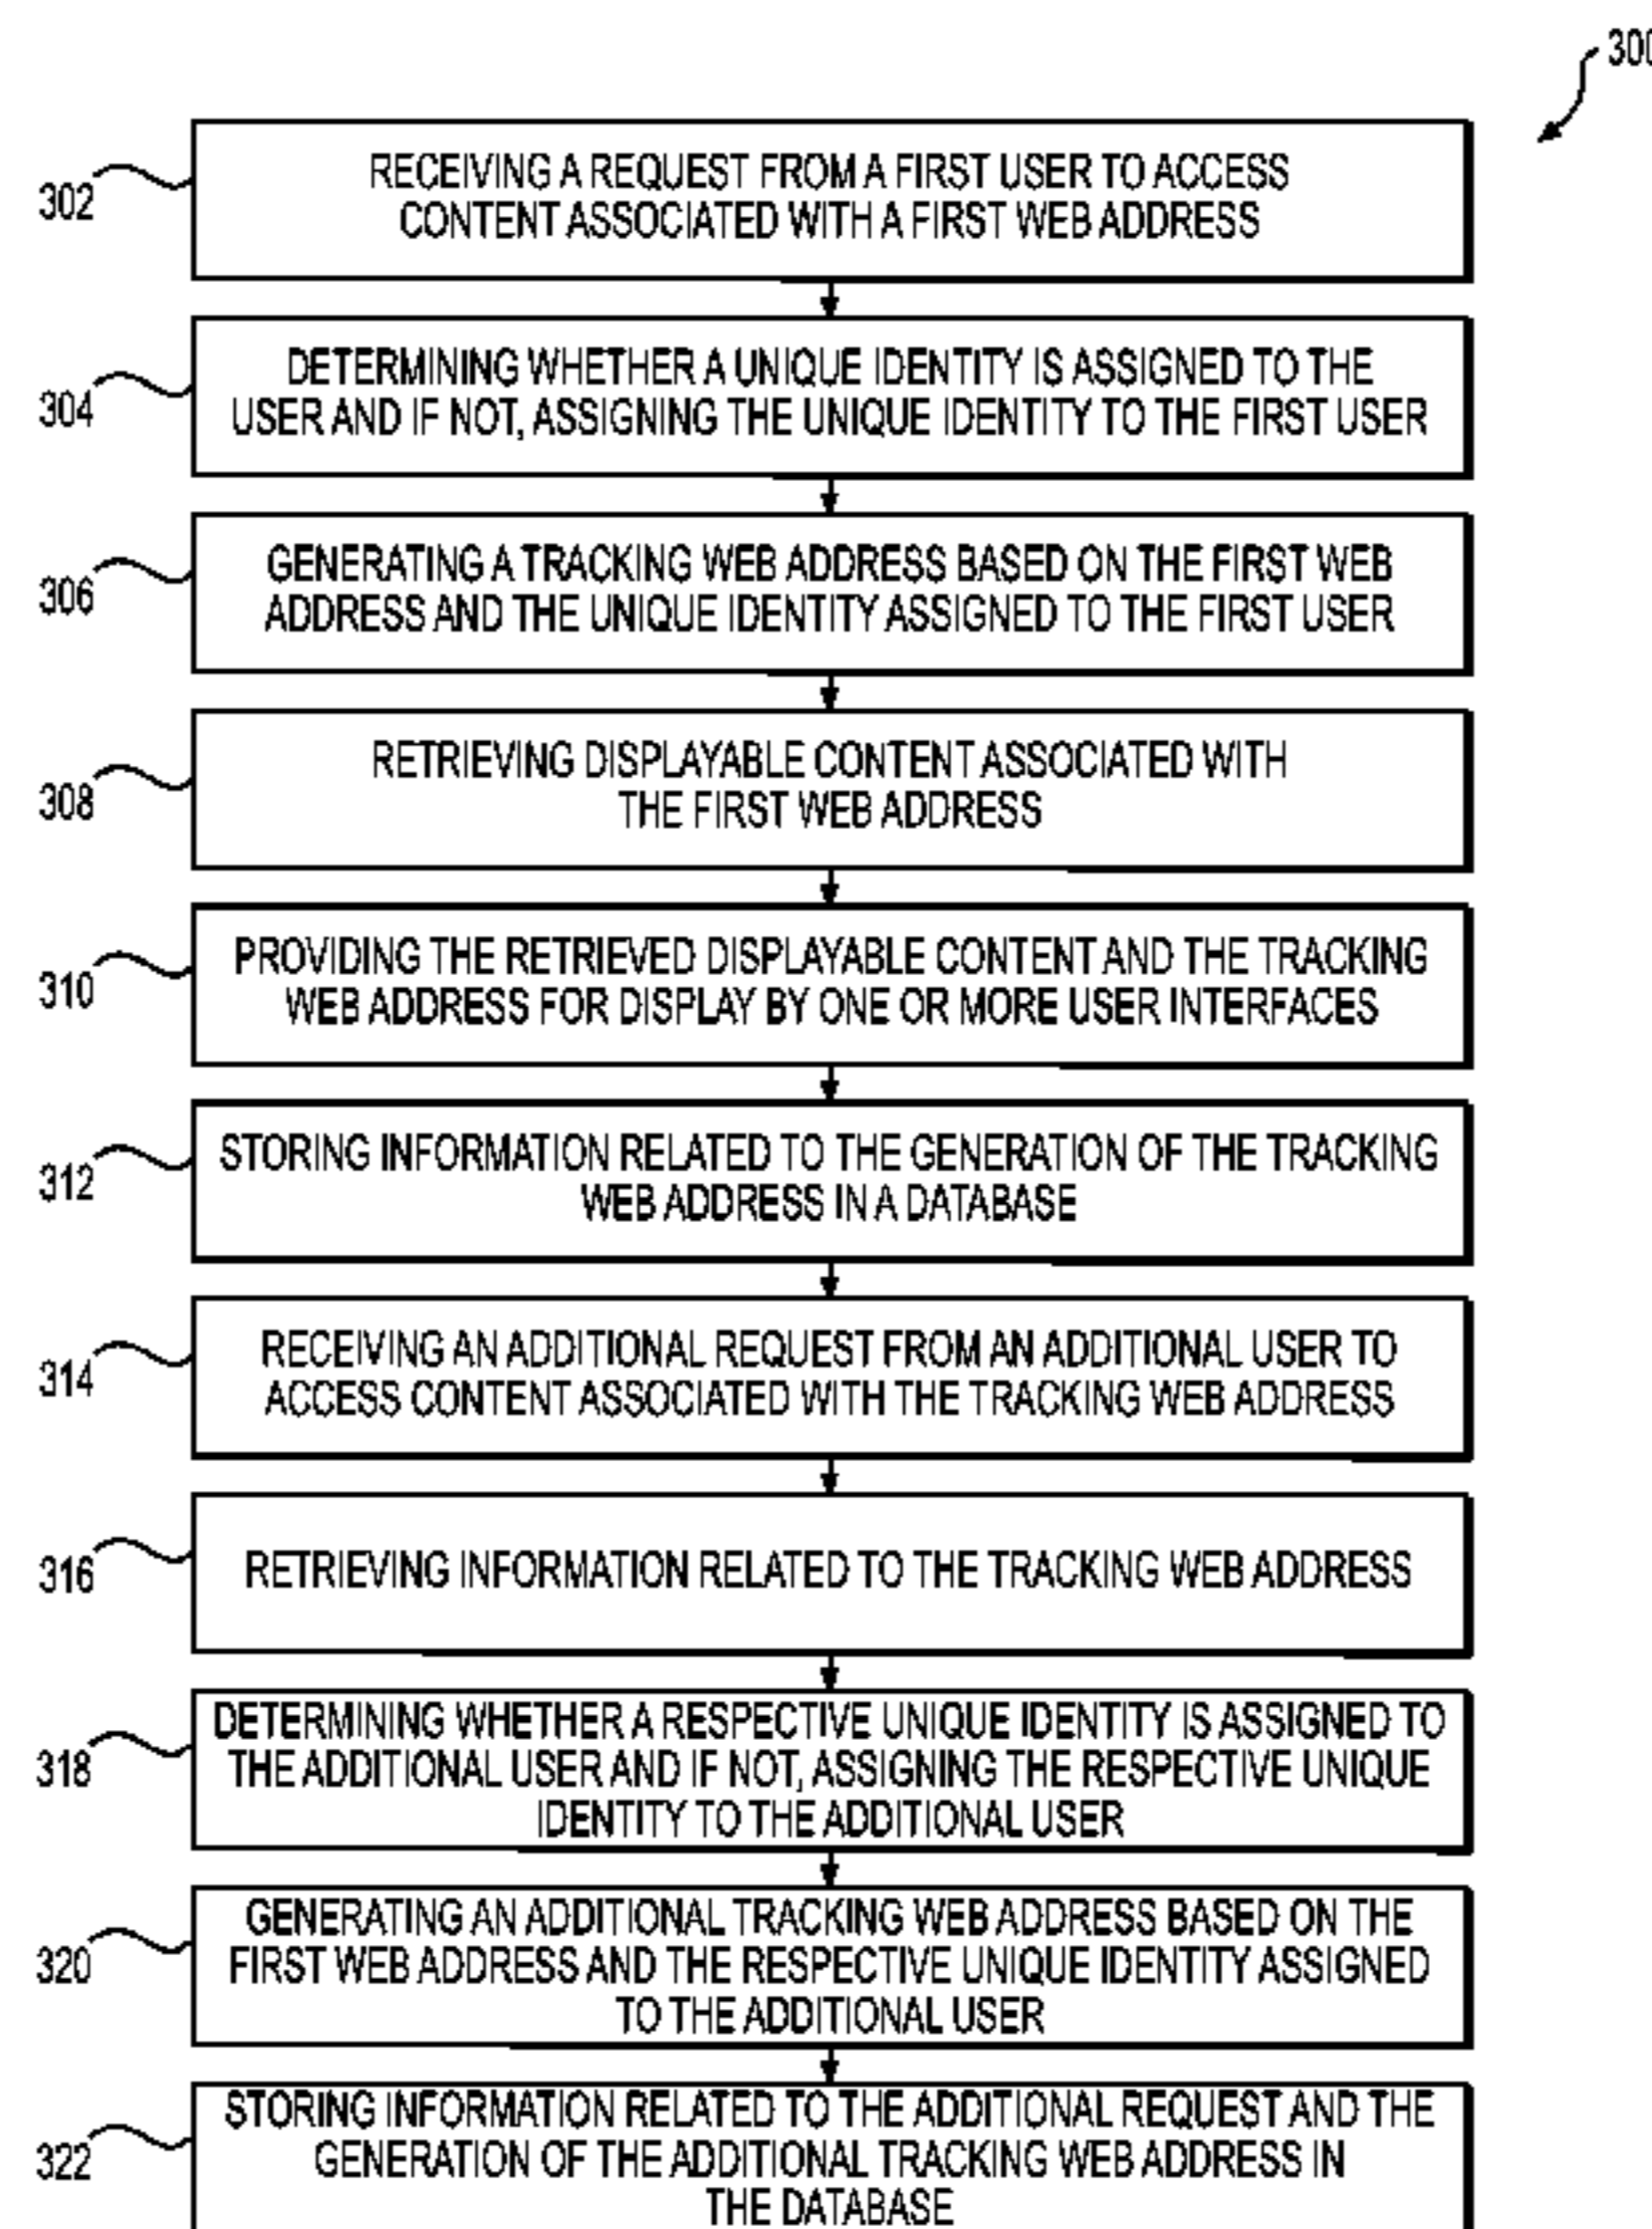 300
302
RECEIVING A REQUEST FROM A FIRST USER TO ACCESS
CONTENT ASSOCIATED WITH A FIRST WEB ADDRESS
304
DETERMINING WHETHER A UNIQUE IDENTITY IS ASSIGNED TO THE
USER AND IF NOT, ASSIGNING THE UNIQUE IDENTITY TO THE FIRST USER
306
GENERATING A TRACKING WEB ADDRESS BASED ON THE FIRST WEB
ADDRESS AND THE UNIQUE IDENTITY ASSIGNED TO THE FIRST USER
308
RETRIEVING DISPLAYABLE CONTENT ASSOCIATED WITH
THE FIRST WEB ADDRESS
310
PROVIDING THE RETRIEVED DISPLAYABLE CONTENT AND THE TRACKING
WEB ADDRESS FOR DISPLAY BY ONE OR MORE USER INTERFACES
312
STORING INFORMATION RELATED TO THE GENERATION OF THE TRACKING
WEB ADDRESS IN A DATABASE
314
RECEIVING AN ADDITIONAL REQUEST FROM AN ADDITIONAL USER TO
ACCESS CONTENT ASSOCIATED WITH THE TRACKING WEB ADDRESS
316
RETRIEVING INFORMATION RELATED TO THE TRACKING WEB ADDRESS
318
DETERMINING WHETHER A RESPECTIVE UNIQUE IDENTITY IS ASSIGNED TO
THE ADDITIONAL USER AND IF NOT, ASSIGNING THE RESPECTIVE UNIQUE
IDENTITY TO THE ADDITIONAL USER
320
GENERATING AN ADDITIONAL TRACKING WEB ADDRESS BASED ON THE
FIRST WEB ADDRESS AND THE RESPECTIVE UNIQUE IDENTITY ASSIGNED
TO THE ADDITIONAL USER
322
STORING INFORMATION RELATED TO THE ADDITIONAL REQUEST AND THE
GENERATION OF THE ADDITIONAL TRACKING WEB ADDRESS IN
THE DATABASE